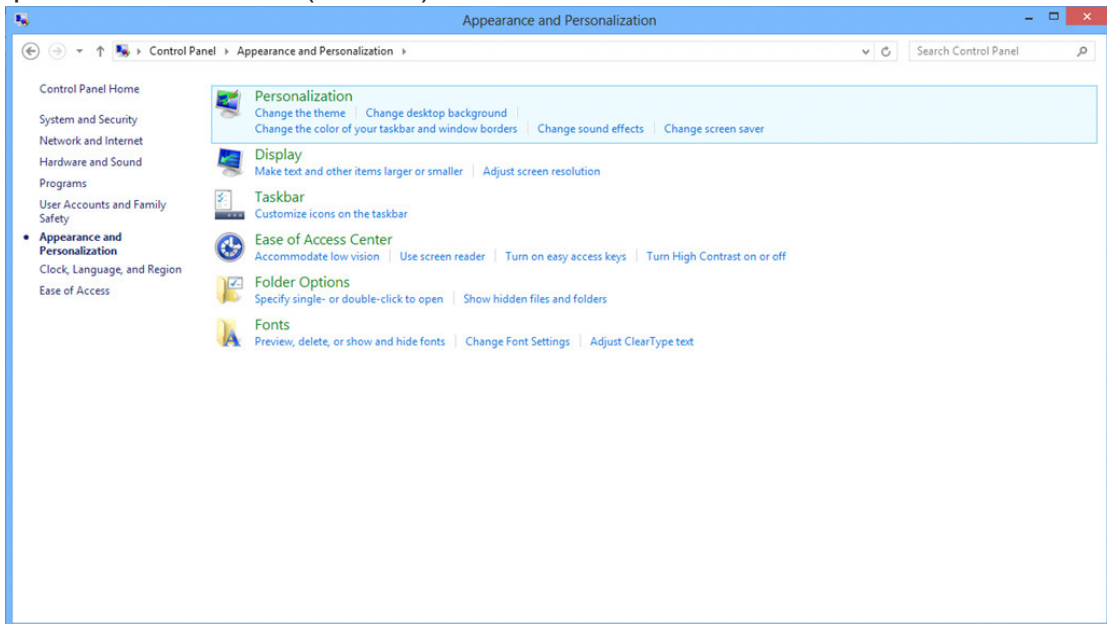 Appearance and Personalization
Control Panel Appearance and Personalization
Search Control Panel
Control Panel Home
System and Security
Network and Internet
Hardware and Sound
Programs
User Accounts and Family
Safety
Appearance and
Personalization
Clock, Language, and Region
Ease of Access
Personalization
Change the theme Change desktop background
Change the color of your taskbar and window borders Change sound effects Change screen saver
Display
Make text and other items larger or smaller Adjust screen resolution
Taskbar
Customize icons on the taskbar
Ease of Access Center
Accommodate low vision Use screen reader Turn on easy access keys Turn High Contrast on or off
Folder Options
Specify single- or double-click to open Show hidden files and folders
Fonts
Preview, delete, or show and hide fonts Change Font Settings Adjust ClearType text